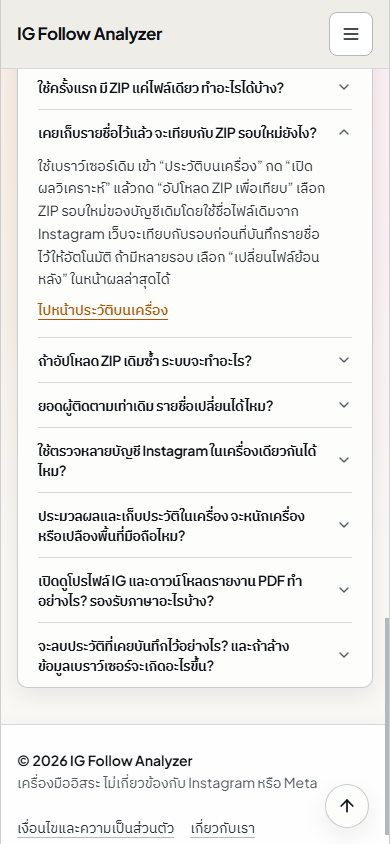 IG Follow Analyzer
ใช้ครั้งแรก มี ZIP แค่ไฟล์เดียว ทำอะไรได้บ้าง?
เคยเก็บรายชื่อไว้แล้ว จะเทียบกับ ZIP รอบใหม่ยังไง?
ใช้เบราว์เซอร์เดิม เข้า “ประวัติบนเครื่อง” กด “เปิด
ผลวิเคราะห์” แล้วกด “อัปโหลด ZIP เพื่อเทียบ” เลือก
ZIP รอบใหม่ของบัญชีเดิมโดยใช้ชื่อไฟล์เดิมจาก
Instagram เว็บจะเทียบกับรอบก่อนที่บันทึกรายชื่อ
ไว้ให้อัตโนมัติ ถ้ามีหลายรอบ เลือก “เปลี่ยนไฟล์ย้อน
หลัง” ในหน้าผลล่าสุดได้
ไปหน้าประวัติบนเครื่อง
ถ้าอัปโหลด ZIP เดิมซ้ำ ระบบจะทำอะไร?
ยอดผู้ติดตามเท่าเดิม รายชื่อเปลี่ยนได้ไหม?
ใช้ตรวจหลายบัญชี Instagram ในเครื่องเดียวกันได้
ไหม?
ประมวลผลและเก็บประวัติในเครื่อง จะหนักเครื่อง
หรือเปลืองพื้นที่มือถือไหม?
เปิดดูโปรไฟล์ IG และดาวน์โหลดรายงาน PDF ทำ
อย่างไร? รองรับภาษาอะไรบ้าง?
จะลบประวัติที่เคยบันทึกไว้อย่างไร? และถ้าล้าง
ข้อมูลเบราว์เซอร์จะเกิดอะไรขึ้น?
© 2026 IG Follow Analyzer
เครื่องมืออิสระ ไม่เกี่ยวข้องกับ Instagram หรือ Meta
เงื่อนไขและความเป็นส่วนตัว เกี่ยวกับเรา